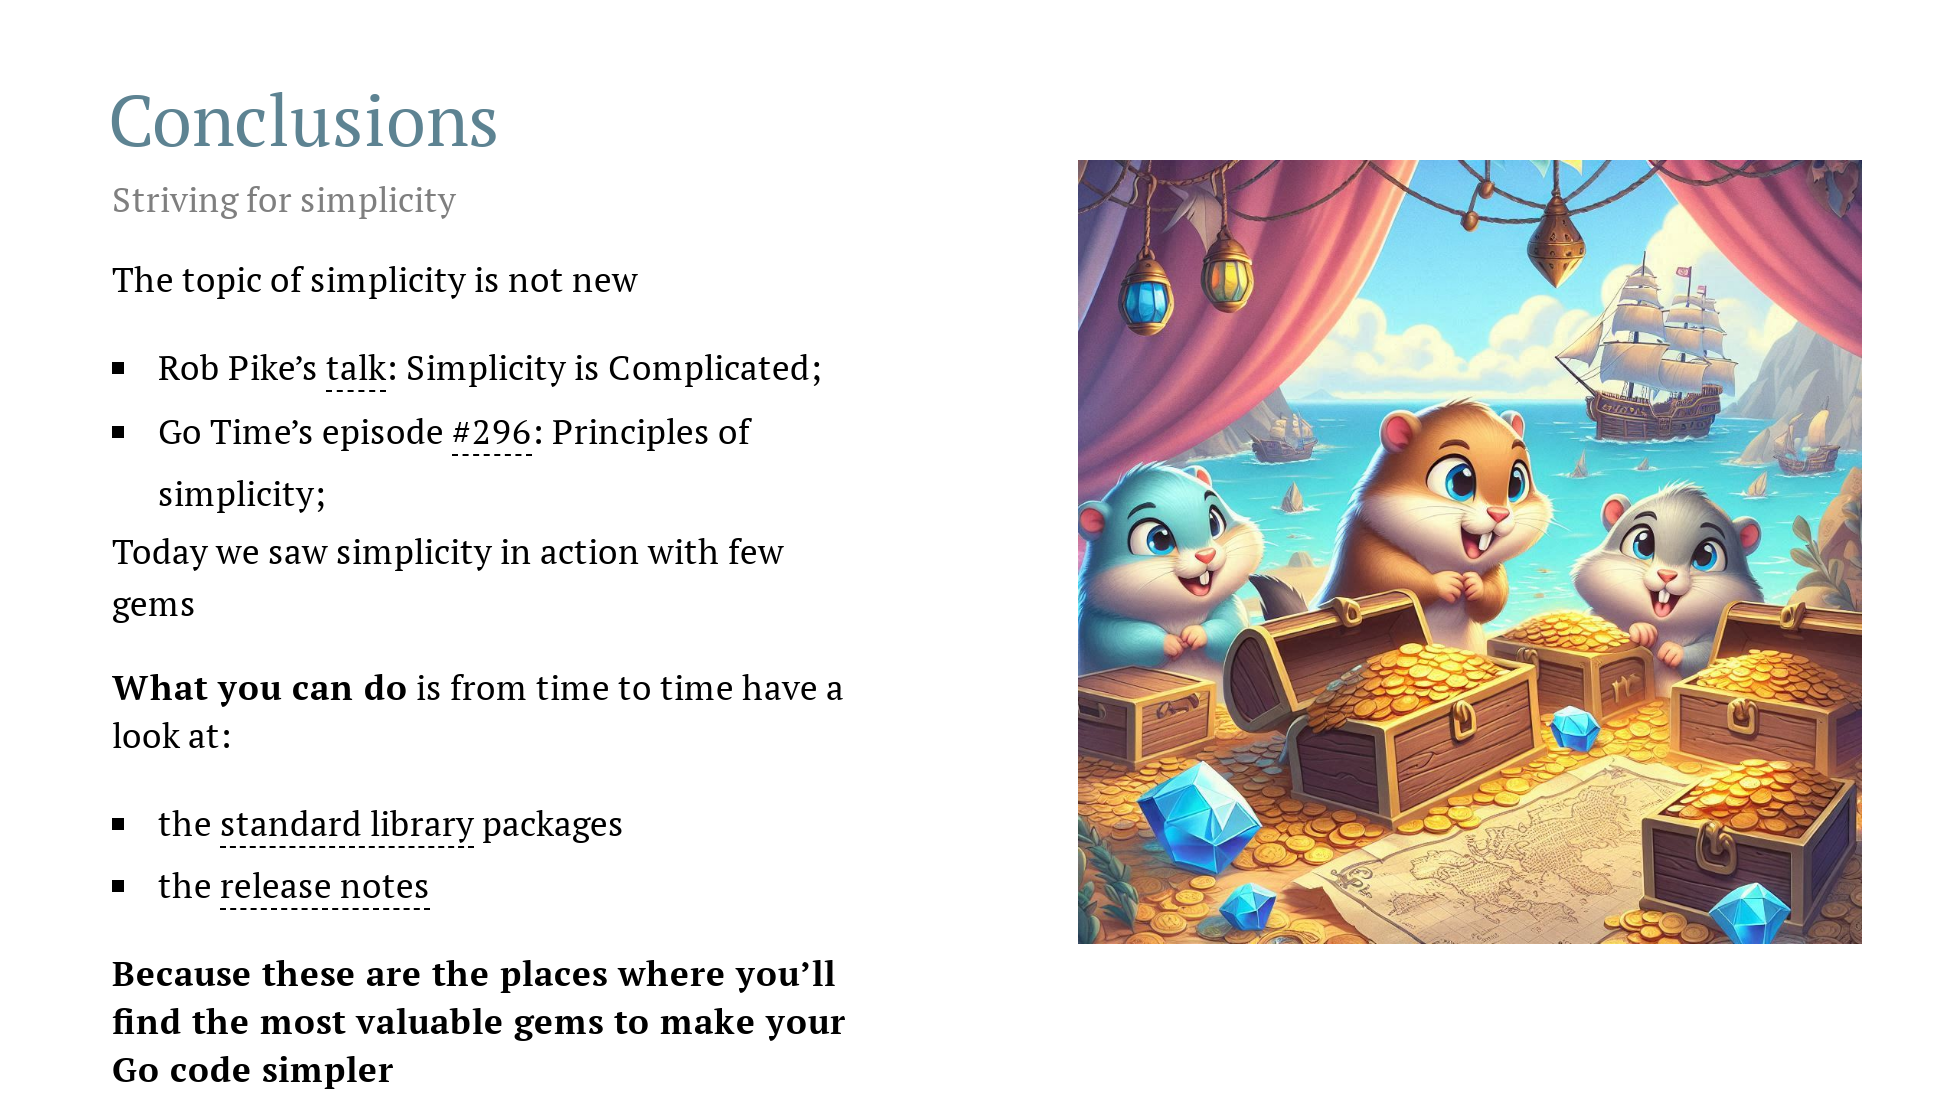 Conclusions
Striving for simplicity
The topic of simplicity is not new
Rob Pike’s talk: Simplicity is Complicated;
Go Time’s episode #296: Principles of
simplicity;
Today we saw simplicity in action with few
gems
What you can do is from time to time have a
look at:
the standard library packages
the release notes
Because these are the places where you’ll
find the most valuable gems to make your
Go code simpler